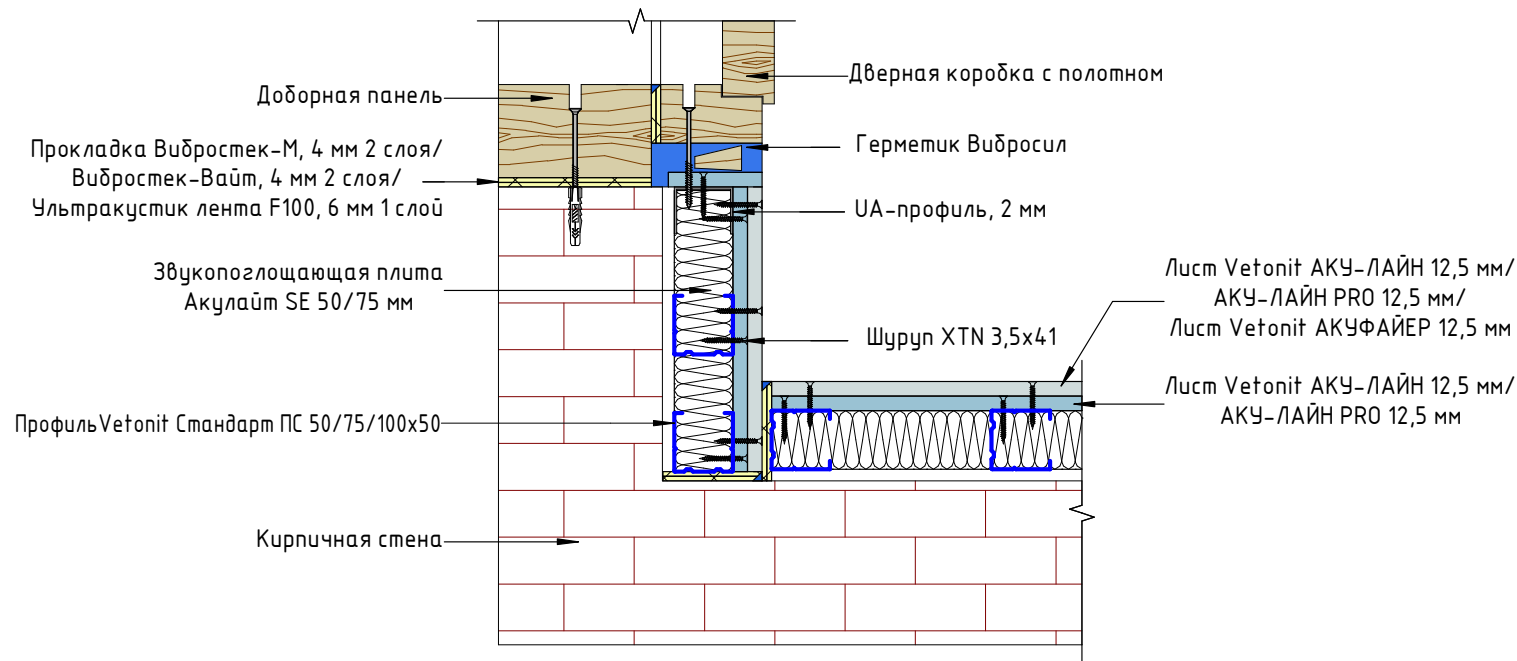 Доборная панель
Прокладка Вибростек-М, 4 мм 2 слоя/
Вибростек-Вайт, 4 мм 2 слоя/
Ультракустик лента F100, 6 мм 1 слой
Звукопоглощающая плита
Акулайт SE 50/75 мм
ПрофильVetonit Стандарт ПС 50/75/100х50
Кирпичная стена
Дверная коробка с полотном
Герметик Вибросил
UA-профиль, 2 мм
Шуруп XTN 3,5x41
Лист Vetonit АКУ-ЛАЙН 12,5 мм/
АКУ-ЛАЙН PRO 12,5 мм/
Лист Vetonit АКУФАЙЕР 12,5 мм
Лист Vetonit АКУ-ЛАЙН 12,5 мм/
АКУ-ЛАЙН PRO 12,5 мм